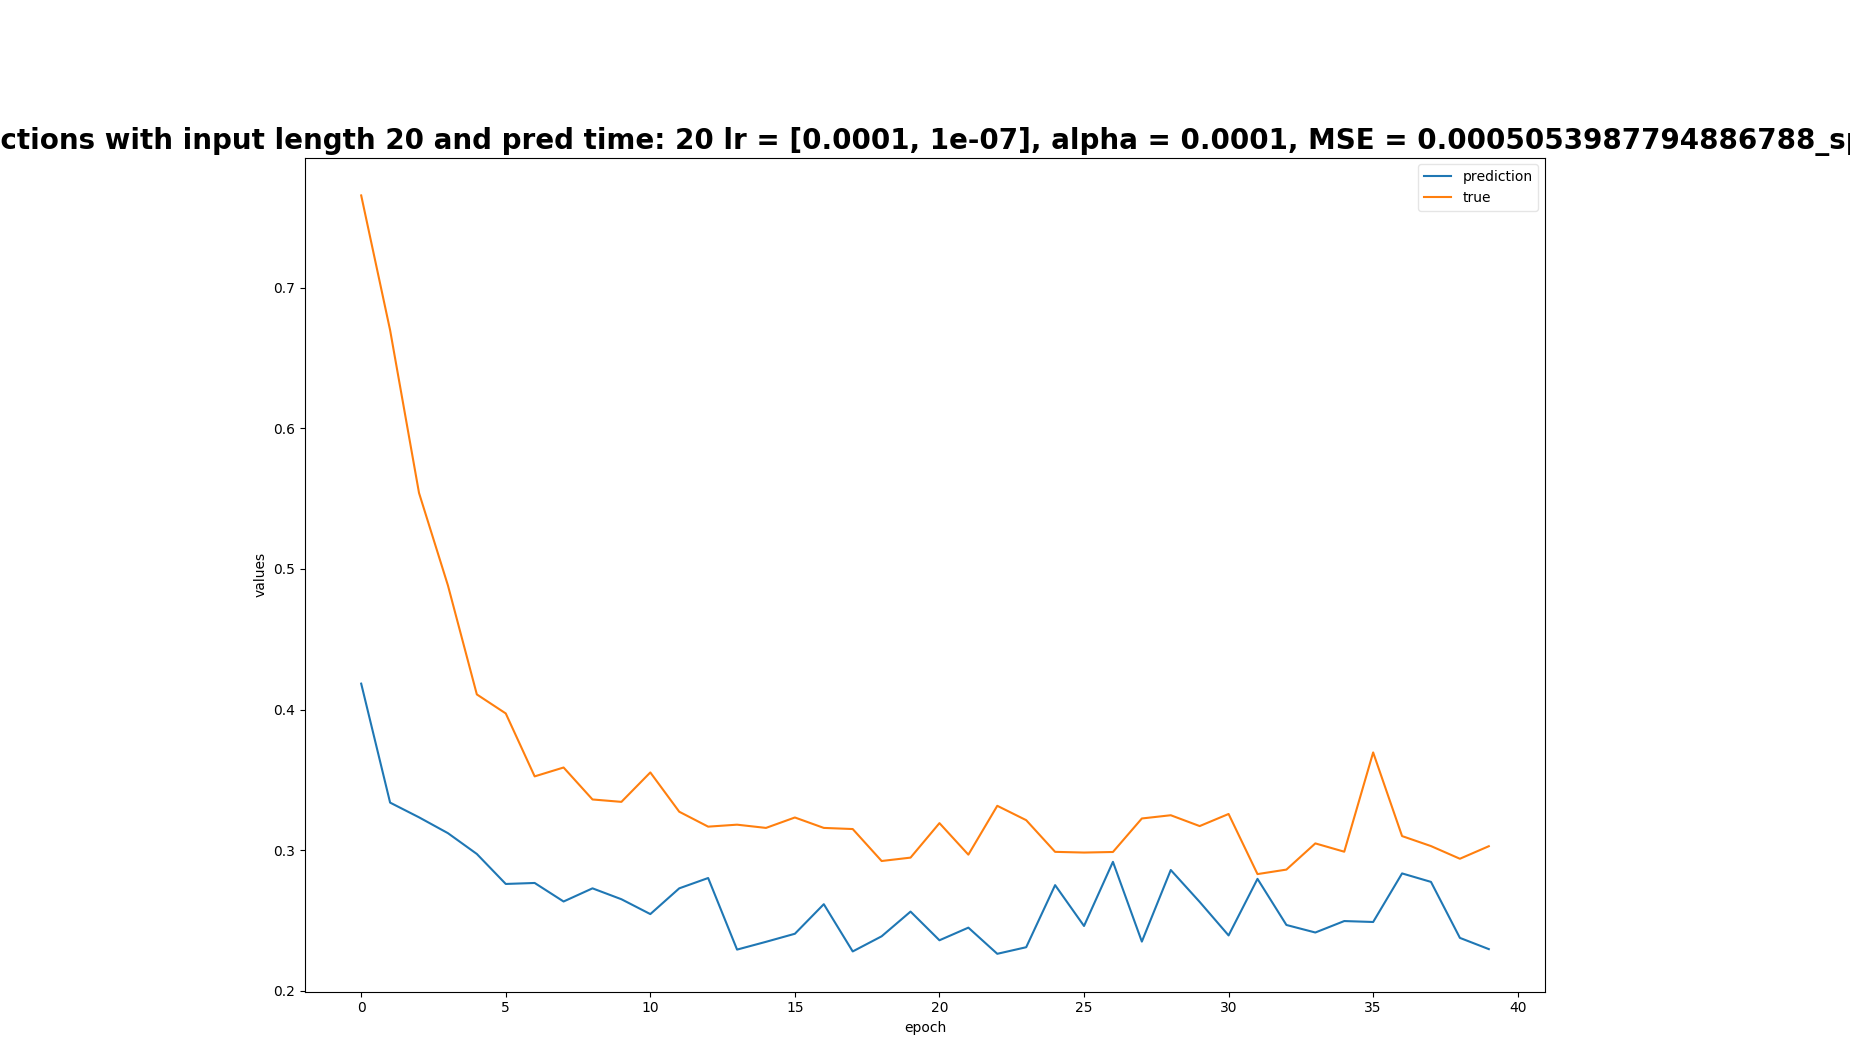 ctions with input length 20 and pred time: 20 lr = [0.0001, 1e-07], alpha = 0.0001, MSE = 0.0005053987794886788_sp
prediction
true
0.7
0.6
0.5
0.4
0.3
0.2
values
0 5 10 15 20 25 30 35 40
epoch